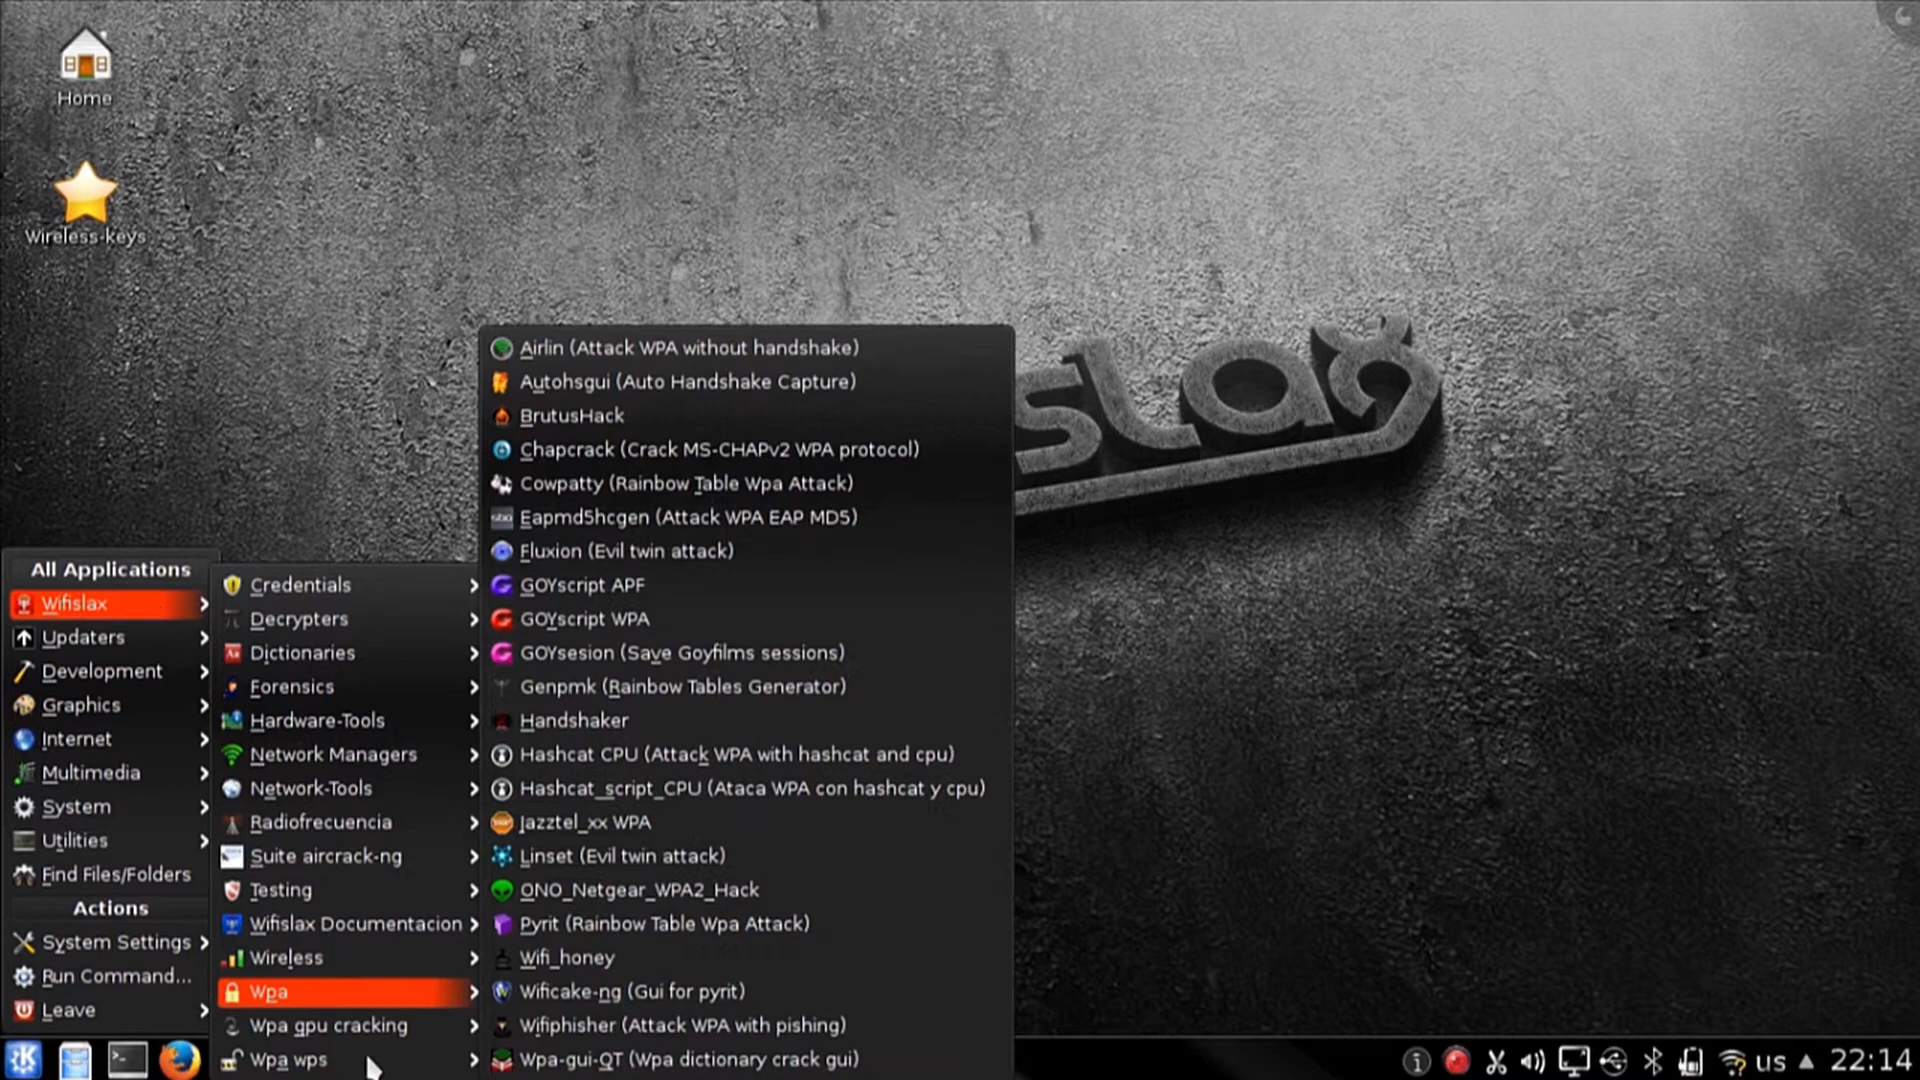 Home
Wireless-keys
slax
All Applications
Wifislax
Updaters
Development
Graphics
Internet
Multimedia
System
Utilities
Find Files/Folders
Actions
System Settings
Run Command...
Leave
Credentials
Decrypters
Dictionaries
Forensics
Hardware-Tools
Network Managers
Network-Tools
Radiofrecuencia
Suite aircrack-ng
Testing
Wifislax Documentacion
Wireless
Wpa
Wpa gpu cracking
Wpa wps
Airlin (Attack WPA without handshake)
Autohsgui (Auto Handshake Capture)
BrutusHack
Chapcrack (Crack MS-CHAPv2 WPA protocol)
Cowpatty (Rainbow Table Wpa Attack)
Eapmd5hcgen (Attack WPA EAP MD5)
Fluxion (Evil twin attack)
GOYscript APF
GOYscript WPA
GOYsesion (Save Goyfilms sessions)
Genpmk (Rainbow Tables Generator)
Handshaker
Hashcat CPU (Attack WPA with hashcat and cpu)
Hashcat_script_CPU (Ataca WPA con hashcat y cpu)
Jazztel_xx WPA
Linset (Evil twin attack)
ONO_Netgear_WPA2_Hack
Pyrit (Rainbow Table Wpa Attack)
Wifi_honey
Wificake-ng (Gui for pyrit)
Wifiphisher (Attack WPA with pishing)
Wpa-gui-QT (Wpa dictionary crack gui)
us
22:14